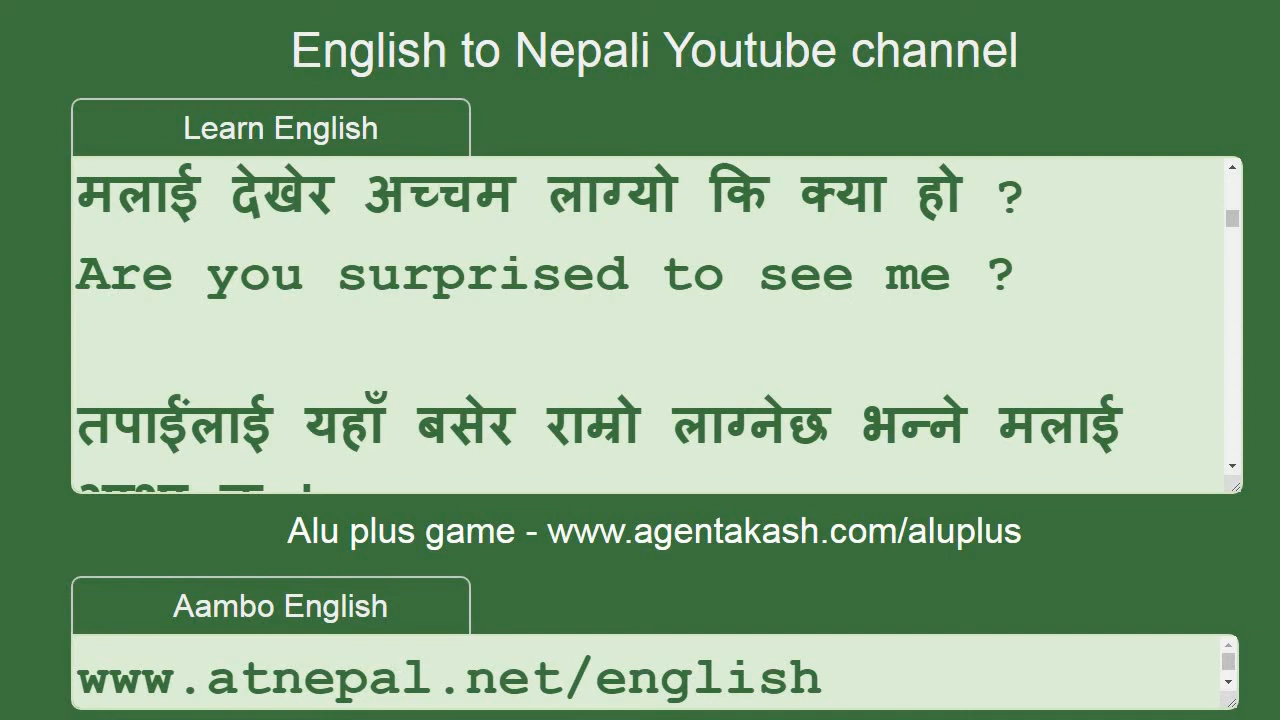 English to Nepali Youtube channel
Learn English
मलाई देखेर अच्चम लाग्यो कि क्या हो ?
Are you surprised to see me ?
तपाईंलाई यहाँ बसेर राम्रो लाग्नेछ भन्ने मलाई
Alu plus game - www.agentakash.com/aluplus
Aambo English
www.atnepal.net/english